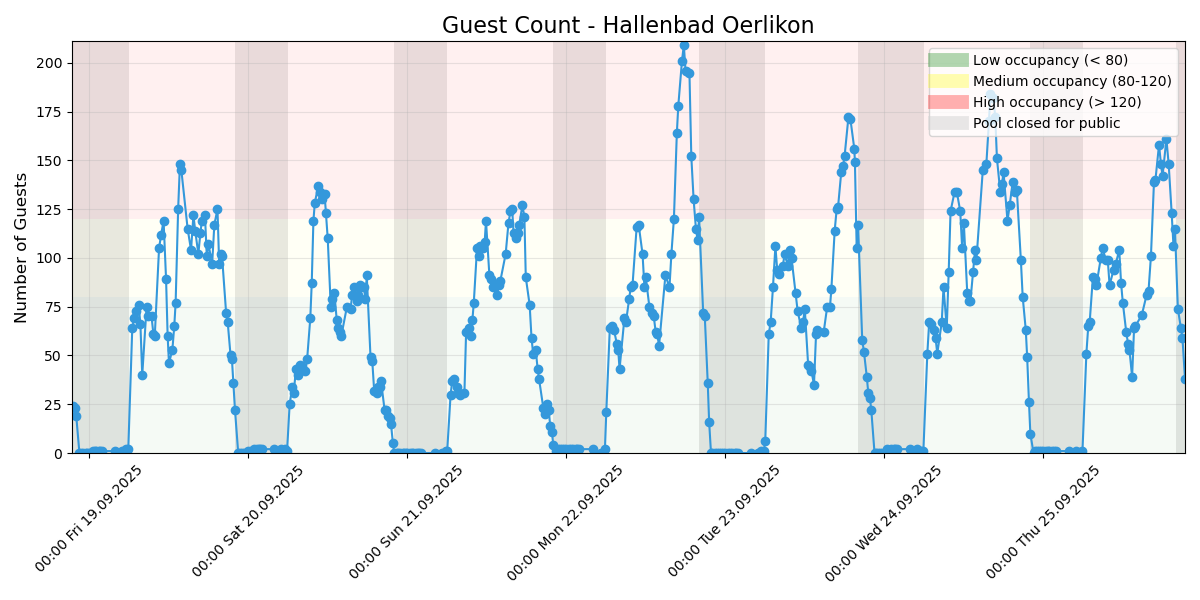 Guest Count - Hallenbad Oerlikon
Number of Guests
200
175
150
125
100
75
50
25
0
Low occupancy (< 80)
Medium occupancy (80-120)
High occupancy (> 120)
Pool closed for public
00:00 Fri 19.09.2025
00:00 Sat 20.09.2025
00:00 Sun 21.09.2025
00:00 Mon 22.09.2025
00:00 Tue 23.09.2025
00:00 Wed 24.09.2025
00:00 Thu 25.09.2025